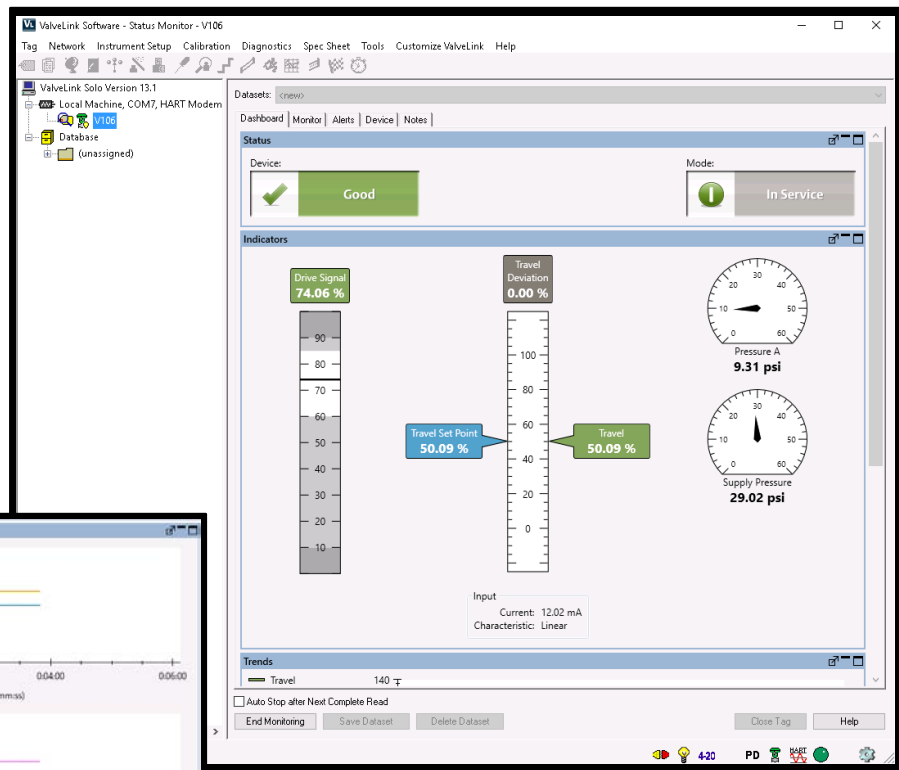 VL ValveLink Software - Status Monitor - V106
Tag Network Instrument Setup Calibration Diagnostics Spec Sheet Tools Customize ValveLink Help
ValveLink Solo Version 13.1
Local Machine, COM7, HART Modem
V106
Database
(unassigned)
Datasets: <new>
Dashboard Monitor Alerts Device Notes
Status
Device:
Good
Mode:
In Service
Indicators
Drive Signal
74.06 %
90
80
70
60
50
40
30
20
10
Travel
Deviation
0.00 %
100
80
60
40
20
0
Travel Set Point
50.09 %
Travel
50.09 %
0 10 20 30 40 50 60
Pressure A
9.31 psi
0 10 20 30 40 50 60
Supply Pressure
29.02 psi
Input
Current: 12.02 mA
Characteristic: Linear
Trends
Travel 140
Auto Stop after Next Complete Read
End Monitoring Save Dataset Delete Dataset Close Tag Help
4-20 PD HART
0:04:00 0:06:00
mm:ss)